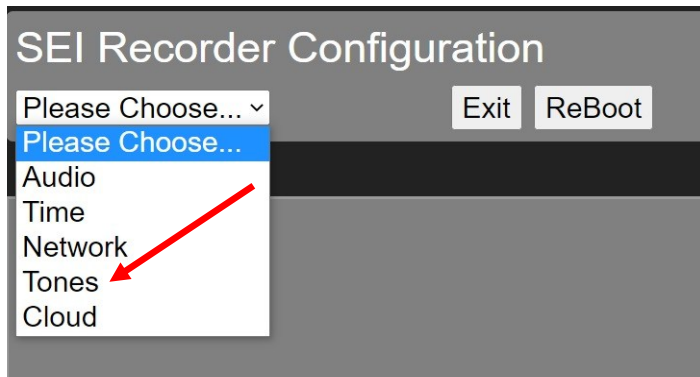 SEI Recorder Configuration
Please Choose... Exit ReBoot
Please Choose...
Audio
Time
Network
Tones
Cloud